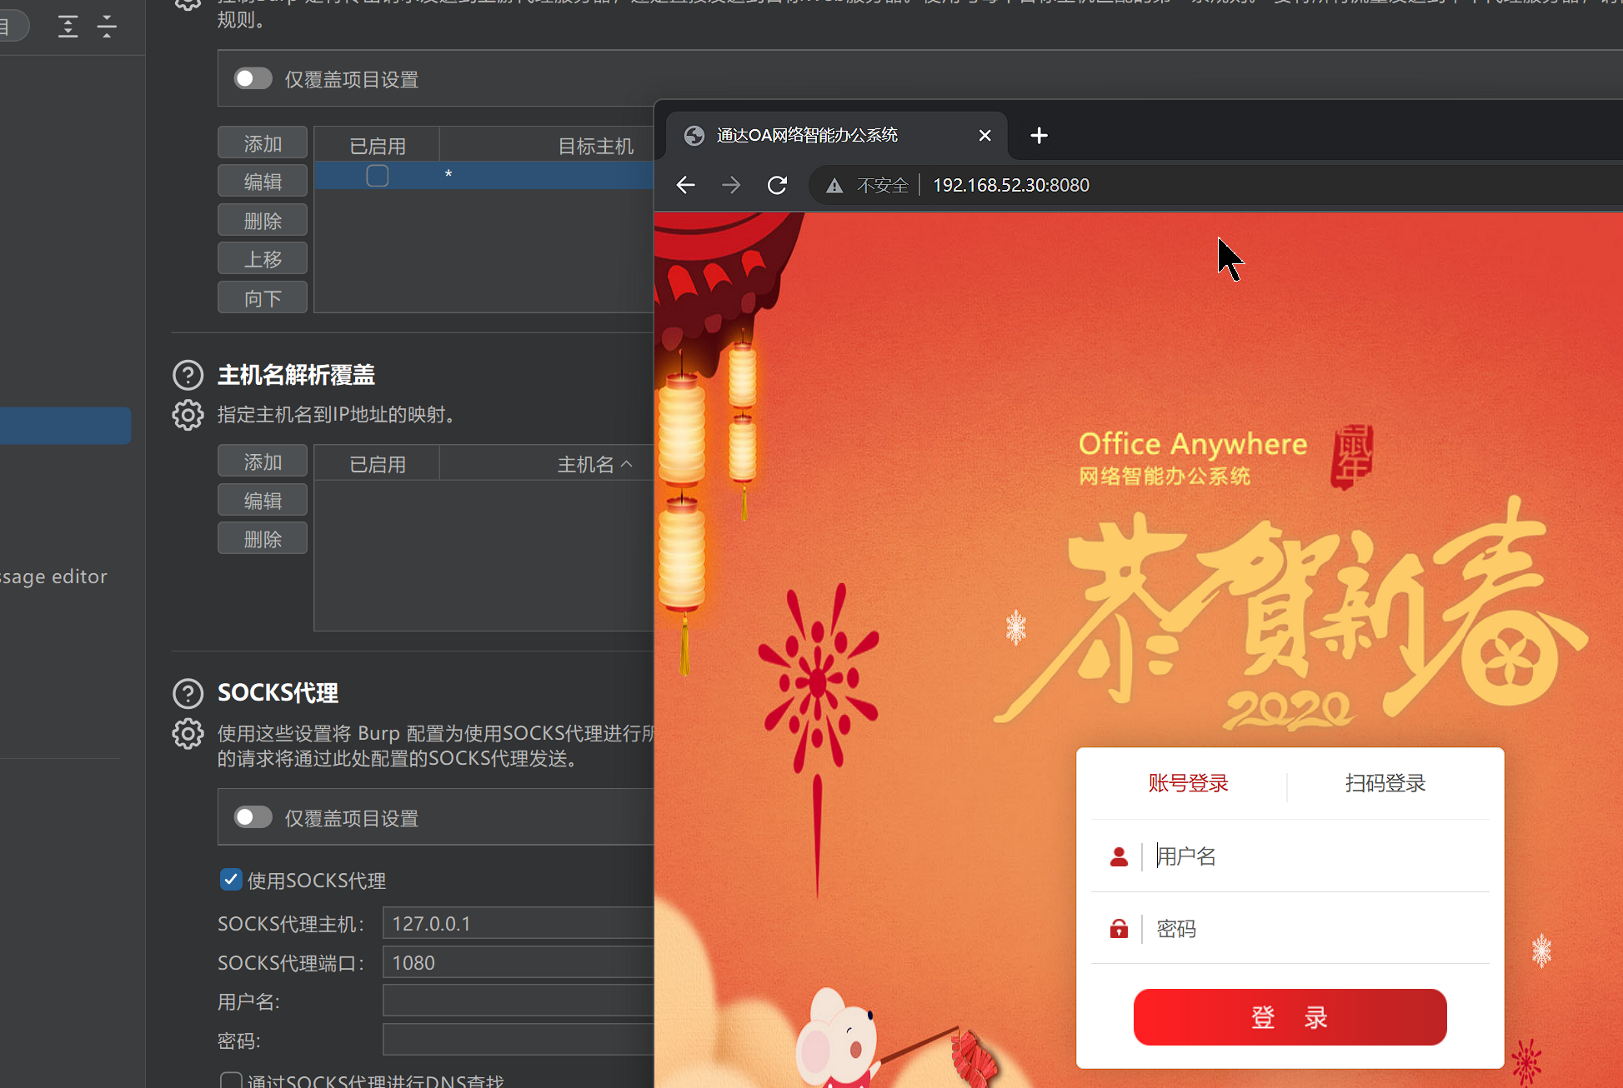 规则。
目
仅覆盖项目设置
添加
编辑
删除
上移
向下
已启用
目标主机
*
主机名解析覆盖
指定主机名到IP地址的映射。
添加
编辑
删除
已启用
主机名
ssage editor
SOCKS代理
使用这些设置将 Burp 配置为使用SOCKS代理进行所
的请求将通过此处配置的SOCKS代理发送。
仅覆盖项目设置
使用SOCKS代理
SOCKS代理主机：
127.0.0.1
SOCKS代理端口：
1080
用户名:
密码:
通过SOCKS代理进行DNS查找
通达OA网络智能办公系统
不安全
192.168.52.30:8080
Office Anywhere
网络智能办公系统
鼠年
恭贺新春
2020
账号登录
扫码登录
用户名
密码
登 录